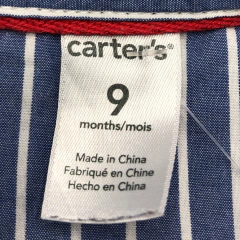 carter's®
9
months/mois
Made in China
Fabriqué en Chine
Hecho en China